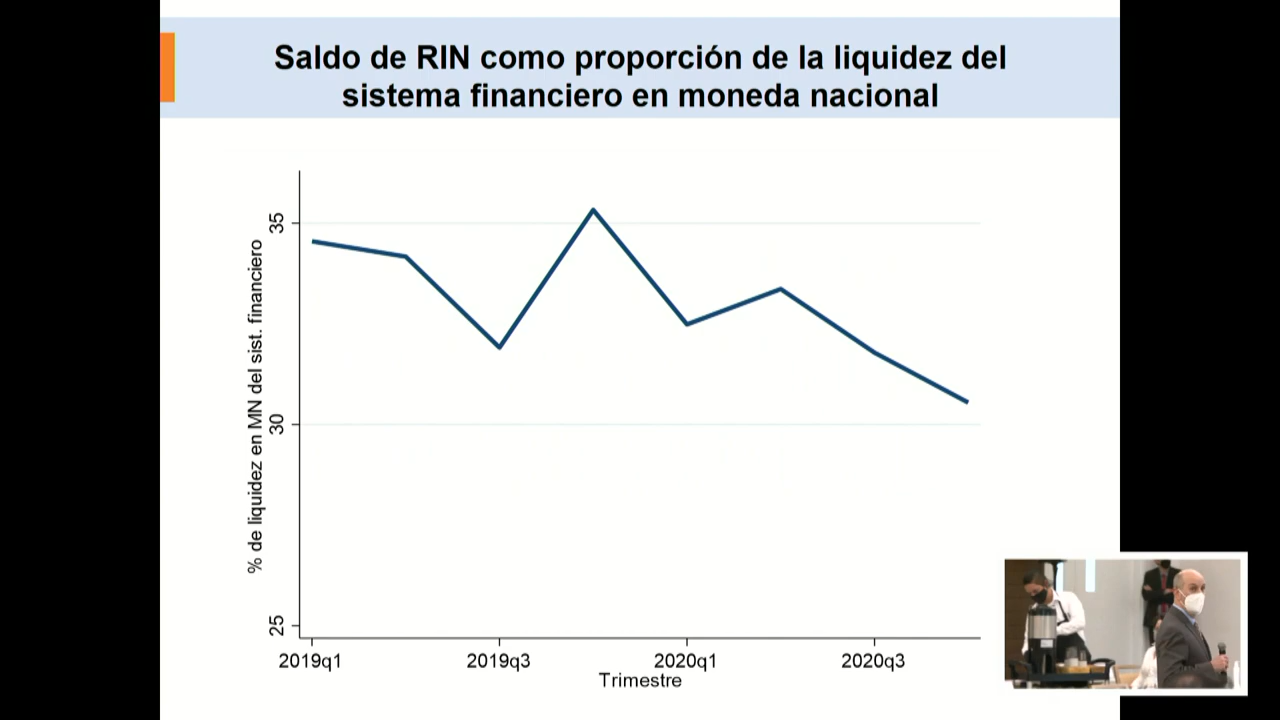 Saldo de RIN como proporción de la liquidez del
sistema financiero en moneda nacional
% de liquidez en MN del sist. financiero
35
30
25
2019q1
2019q3
2020q1
2020q3
Trimestre